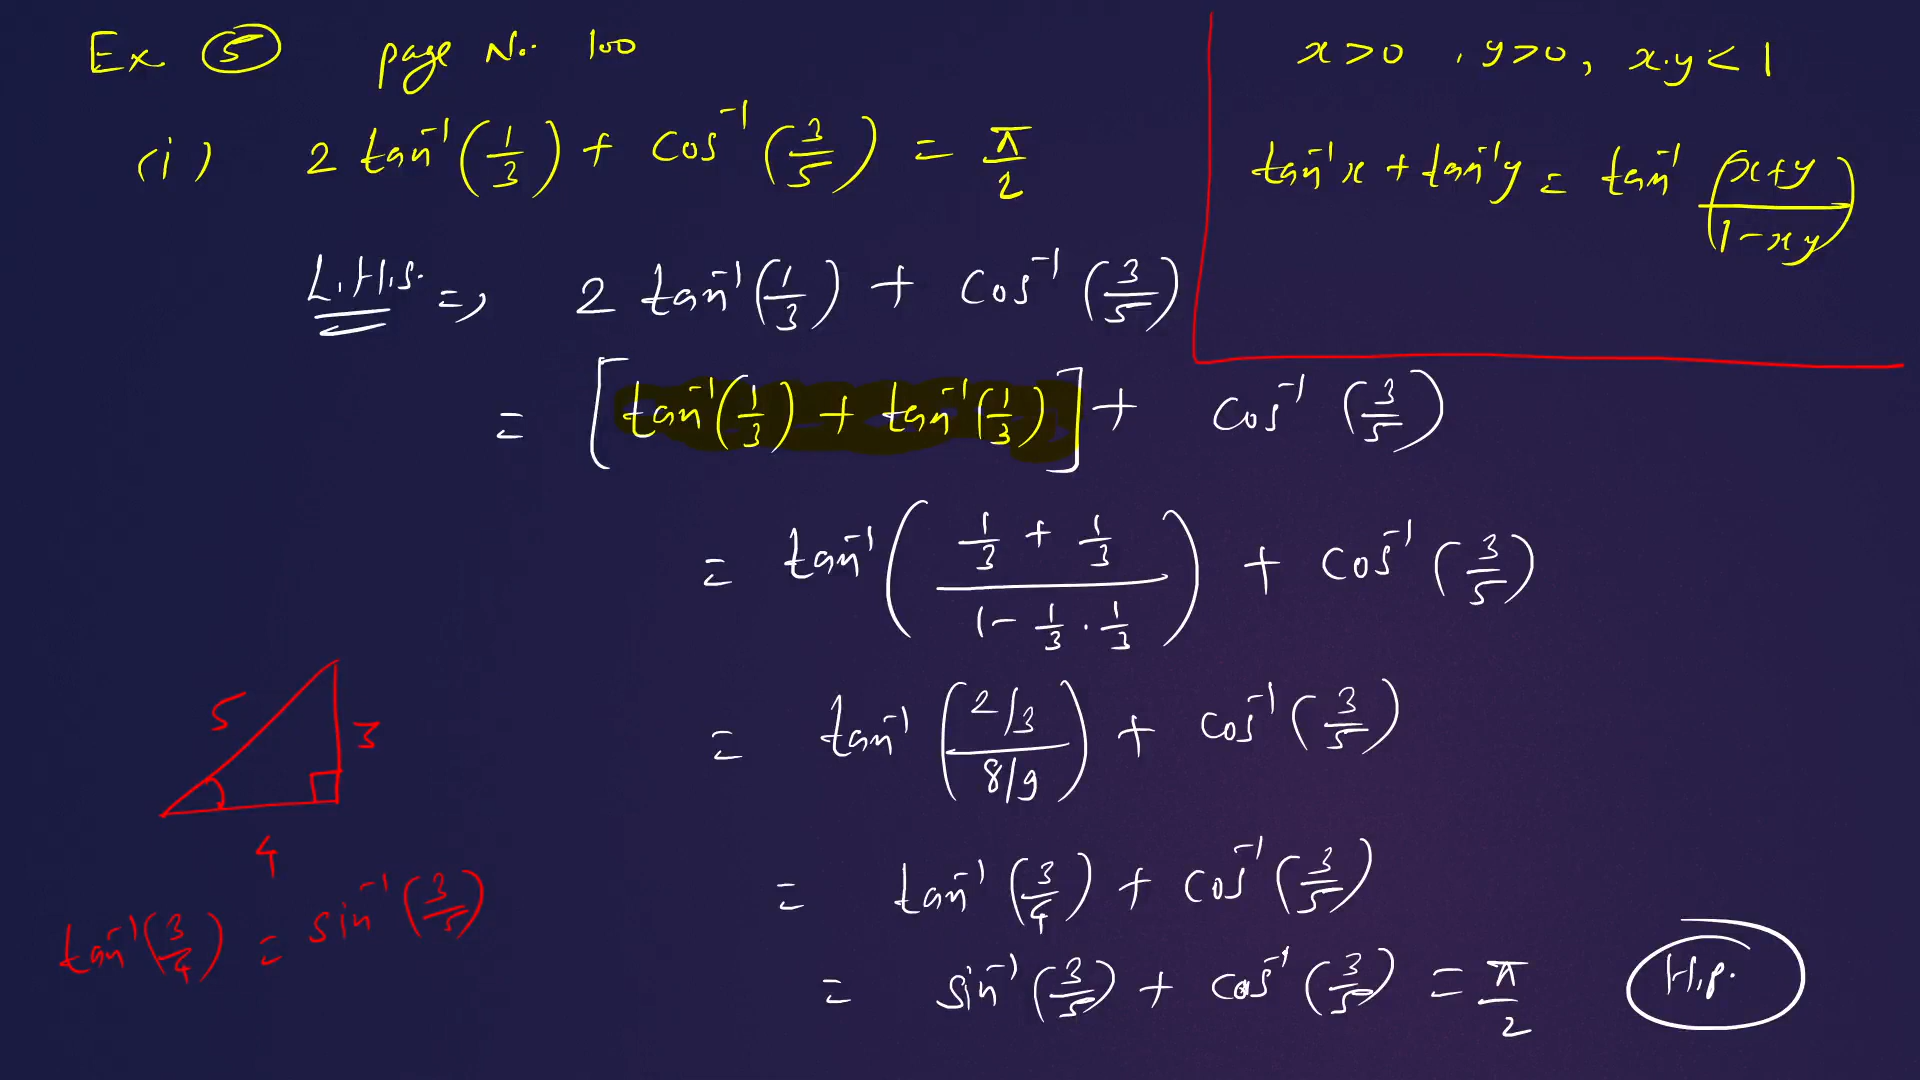 Ex 5 page No. 100
(i) 2 tan⁻¹(1/3) + cos⁻¹(3/5) = π/2
x>0 , y>0, x.y<1
tan⁻¹x + tan⁻¹y = tan⁻¹((x+y)/(1-xy))
L.H.S. => 2 tan⁻¹(1/3) + cos⁻¹(3/5)
= [tan⁻¹(1/3) + tan⁻¹(1/3)] + cos⁻¹(3/5)
= tan⁻¹((1/3 + 1/3)/(1 - 1/3 . 1/3)) + cos⁻¹(3/5)
= tan⁻¹((2/3)/(8/9)) + cos⁻¹(3/5)
= tan⁻¹(3/4) + cos⁻¹(3/5)
= sin⁻¹(3/5) + cos⁻¹(3/5) = π/2
H.p.
5
3
4
tan⁻¹(3/4) = sin⁻¹(3/5)